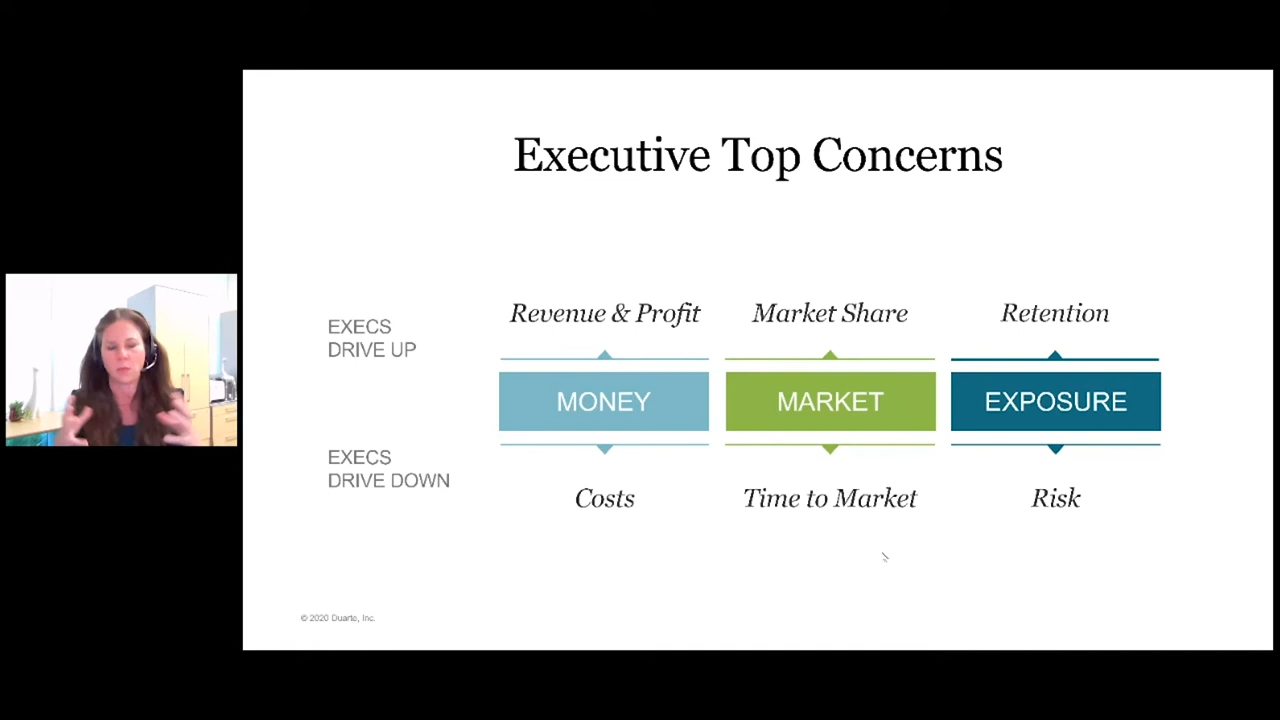 Executive Top Concerns
EXECS
DRIVE UP
Revenue & Profit
Market Share
Retention
MONEY
MARKET
EXPOSURE
EXECS
DRIVE DOWN
Costs
Time to Market
Risk
© 2020 Duarte, Inc.